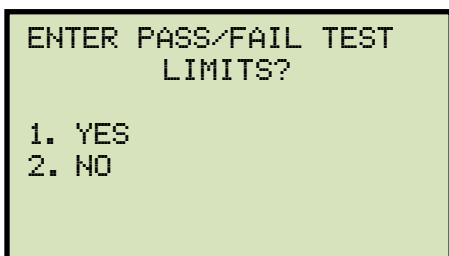 ENTER PASS/FAIL TEST
LIMITS?
1. YES
2. NO